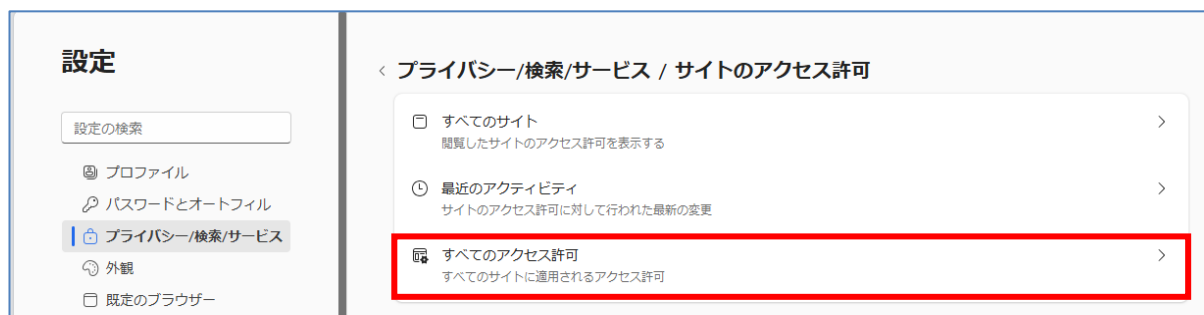 設定
設定の検索
プロファイル
パスワードとオートフィル
プライバシー/検索/サービス
外観
既定のブラウザー
プライバシー/検索/サービス / サイトのアクセス許可
すべてのサイト
閲覧したサイトのアクセス許可を表示する
最近のアクティビティ
サイトのアクセス許可に対して行われた最新の変更
すべてのアクセス許可
すべてのサイトに適用されるアクセス許可